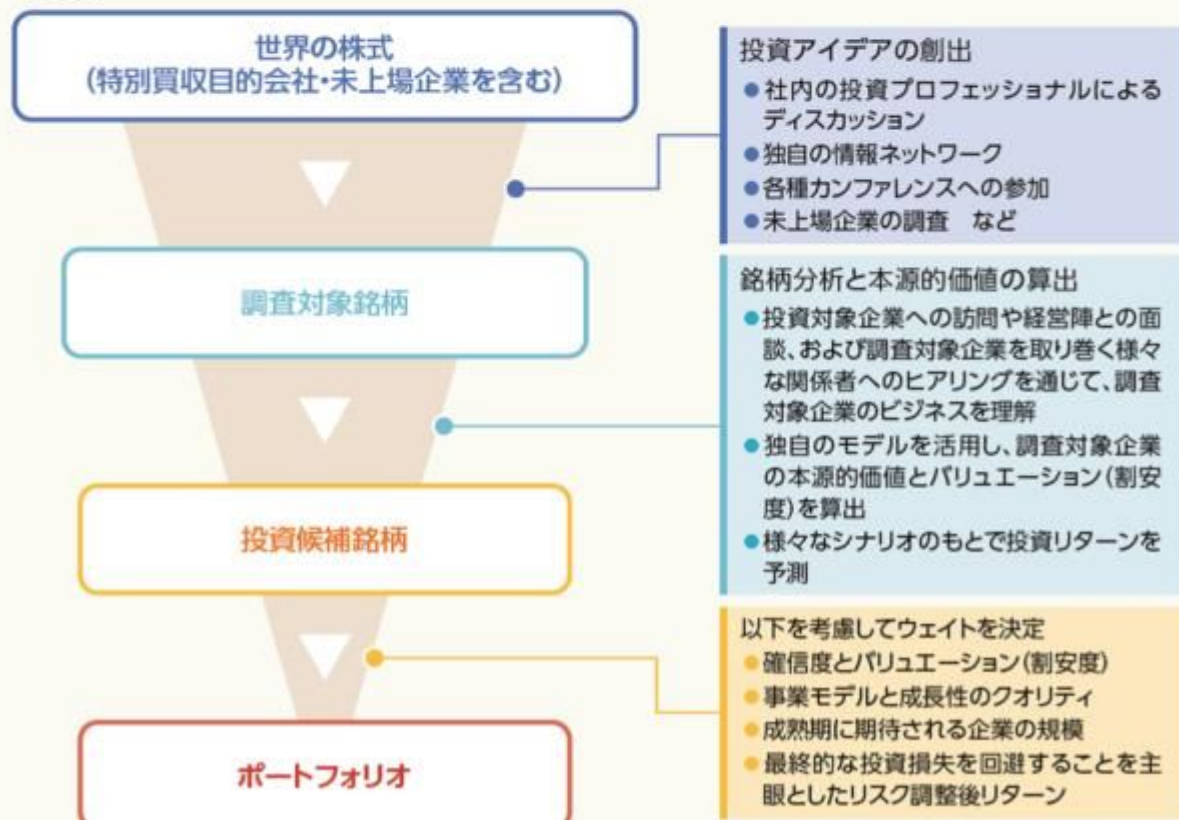 世界の株式
(特別買収目的会社・未上場企業を含む)
投資アイデアの創出
●社内の投資プロフェッショナルによる
ディスカッション
●独自の情報ネットワーク
●各種カンファレンスへの参加
●未上場企業の調査 など
調査対象銘柄
銘柄分析と本源的価値の算出
●投資対象企業への訪問や経営陣との面
談、および調査対象企業を取り巻く様々
な関係者へのヒアリングを通じて、調査
対象企業のビジネスを理解
●独自のモデルを活用し、調査対象企業
の本源的価値とバリュエーション(割安
度)を算出
●様々なシナリオのもとで投資リターンを
予測
投資候補銘柄
以下を考慮してウェイトを決定
●確信度とバリュエーション(割安度)
●事業モデルと成長性のクオリティ
●成熟期に期待される企業の規模
●最終的な投資損失を回避することを主
眼としたリスク調整後リターン
ポートフォリオ